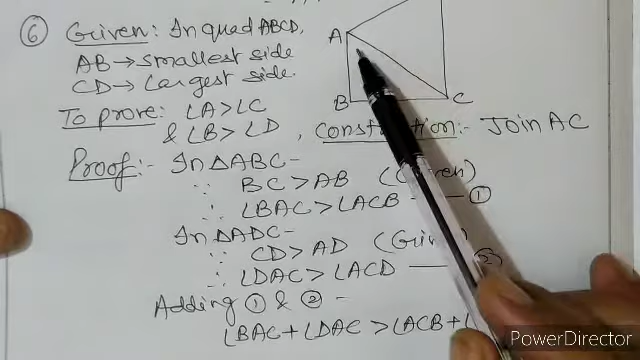 ⑥ Given: In quad ABCD,
AB → smallest side
CD → Largest side.
To prove: ∠A > ∠C
& ∠B > ∠D , Construction:- Join AC
A
B
C
Proof:- In △ABC-
∵ BC > AB (Given)
∴ ∠BAC > ∠ACB - — ①
In △ADC-
∵ CD > AD (Give
∴ ∠DAC > ∠ACD — ②
Adding ① & ② -
∠BAC + ∠DAC > ∠ACB + ∠
PowerDirector